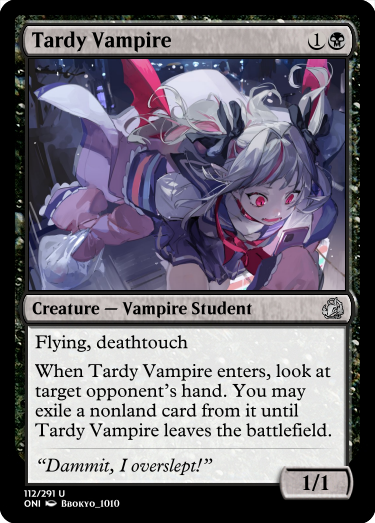 Tardy Vampire 1
Creature — Vampire Student
Flying, deathtouch
When Tardy Vampire enters, look at
target opponent's hand. You may
exile a nonland card from it until
Tardy Vampire leaves the battlefield.
“Dammit, I overslept!”
1/1
112/291 U
ONI Bbokyo_1010